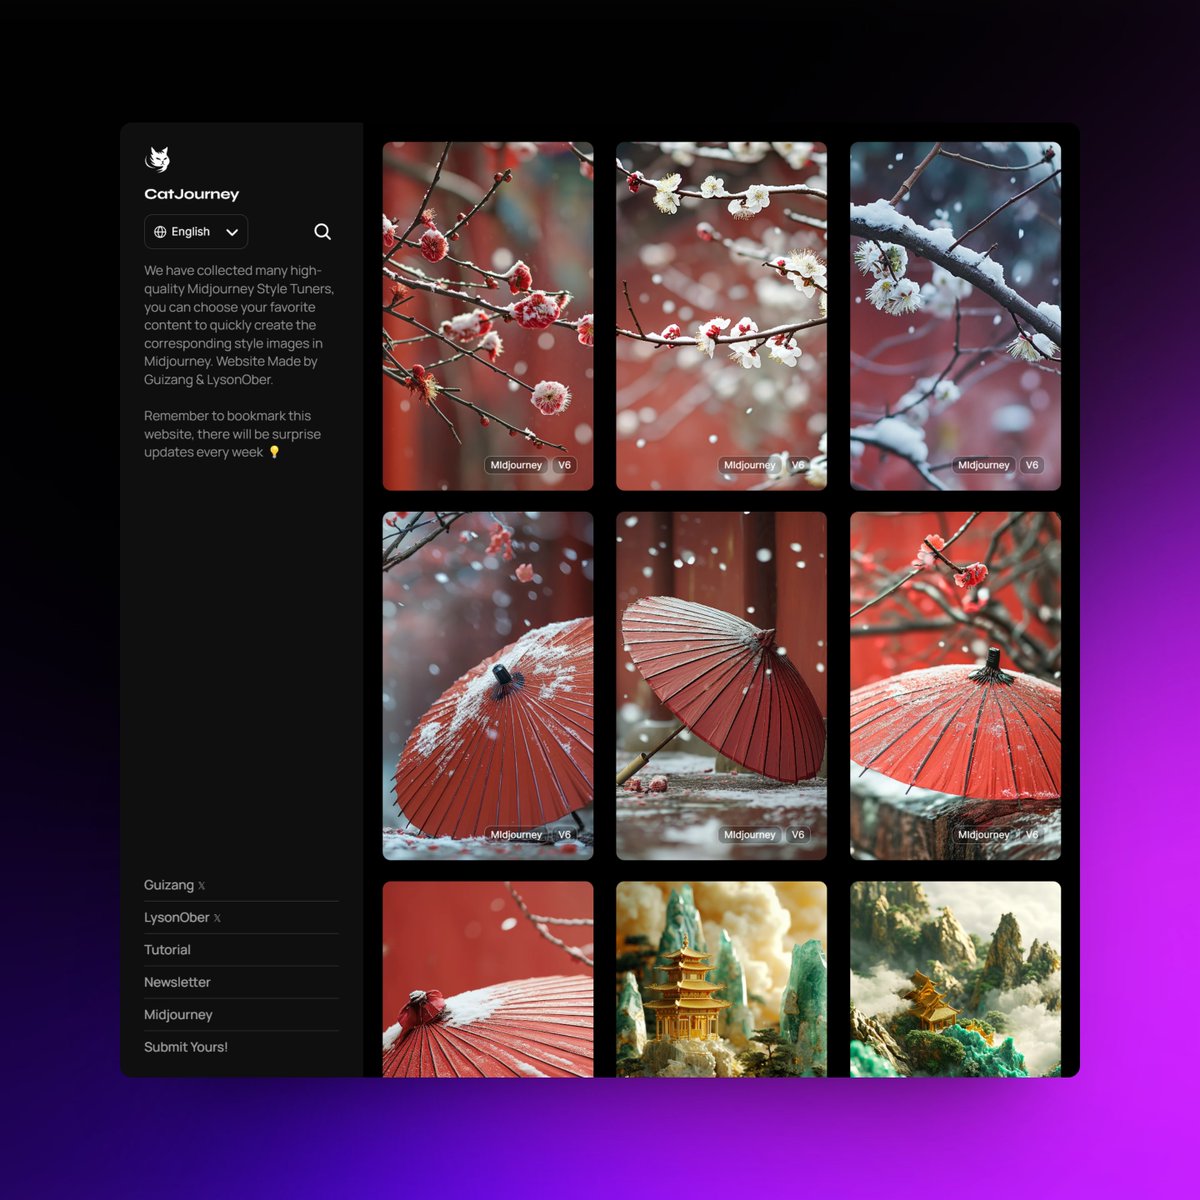 CatJourney
English
We have collected many high-
quality Midjourney Style Tuners,
you can choose your favorite
content to quickly create the
corresponding style images in
Midjourney. Website Made by
Guizang & LysonOber.
Remember to bookmark this
website, there will be surprise
updates every week 💡
Guizang 𝕏
LysonOber 𝕏
Tutorial
Newsletter
Midjourney
Submit Yours!
MIdjourney V6
MIdjourney V6
MIdjourney V6
MIdjourney V6
MIdjourney V6
MIdjourney V6